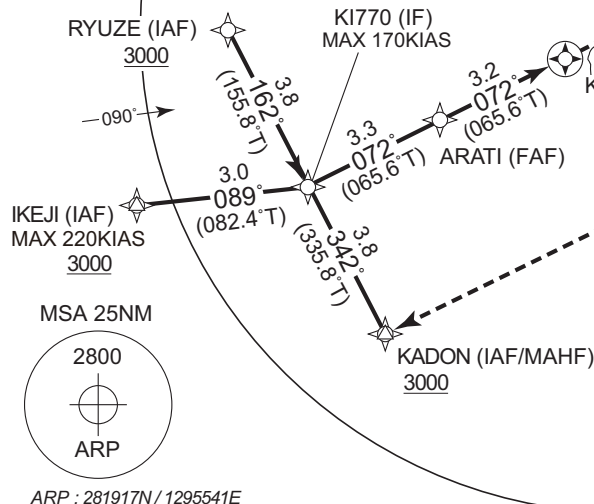 RYUZE (IAF)
3000
KI770 (IF)
MAX 170KIAS
3.8
162°
(155.8°T)
090°
3.2
072°
(065.6°T)
K
3.3
072°
(065.6°T)
ARATI (FAF)
3.0
089°
(082.4°T)
IKEJI (IAF)
MAX 220KIAS
3000
3.8
342°
(335.8°T)
KADON (IAF/MAHF)
3000
MSA 25NM
2800
ARP
ARP : 281917N / 1295541E